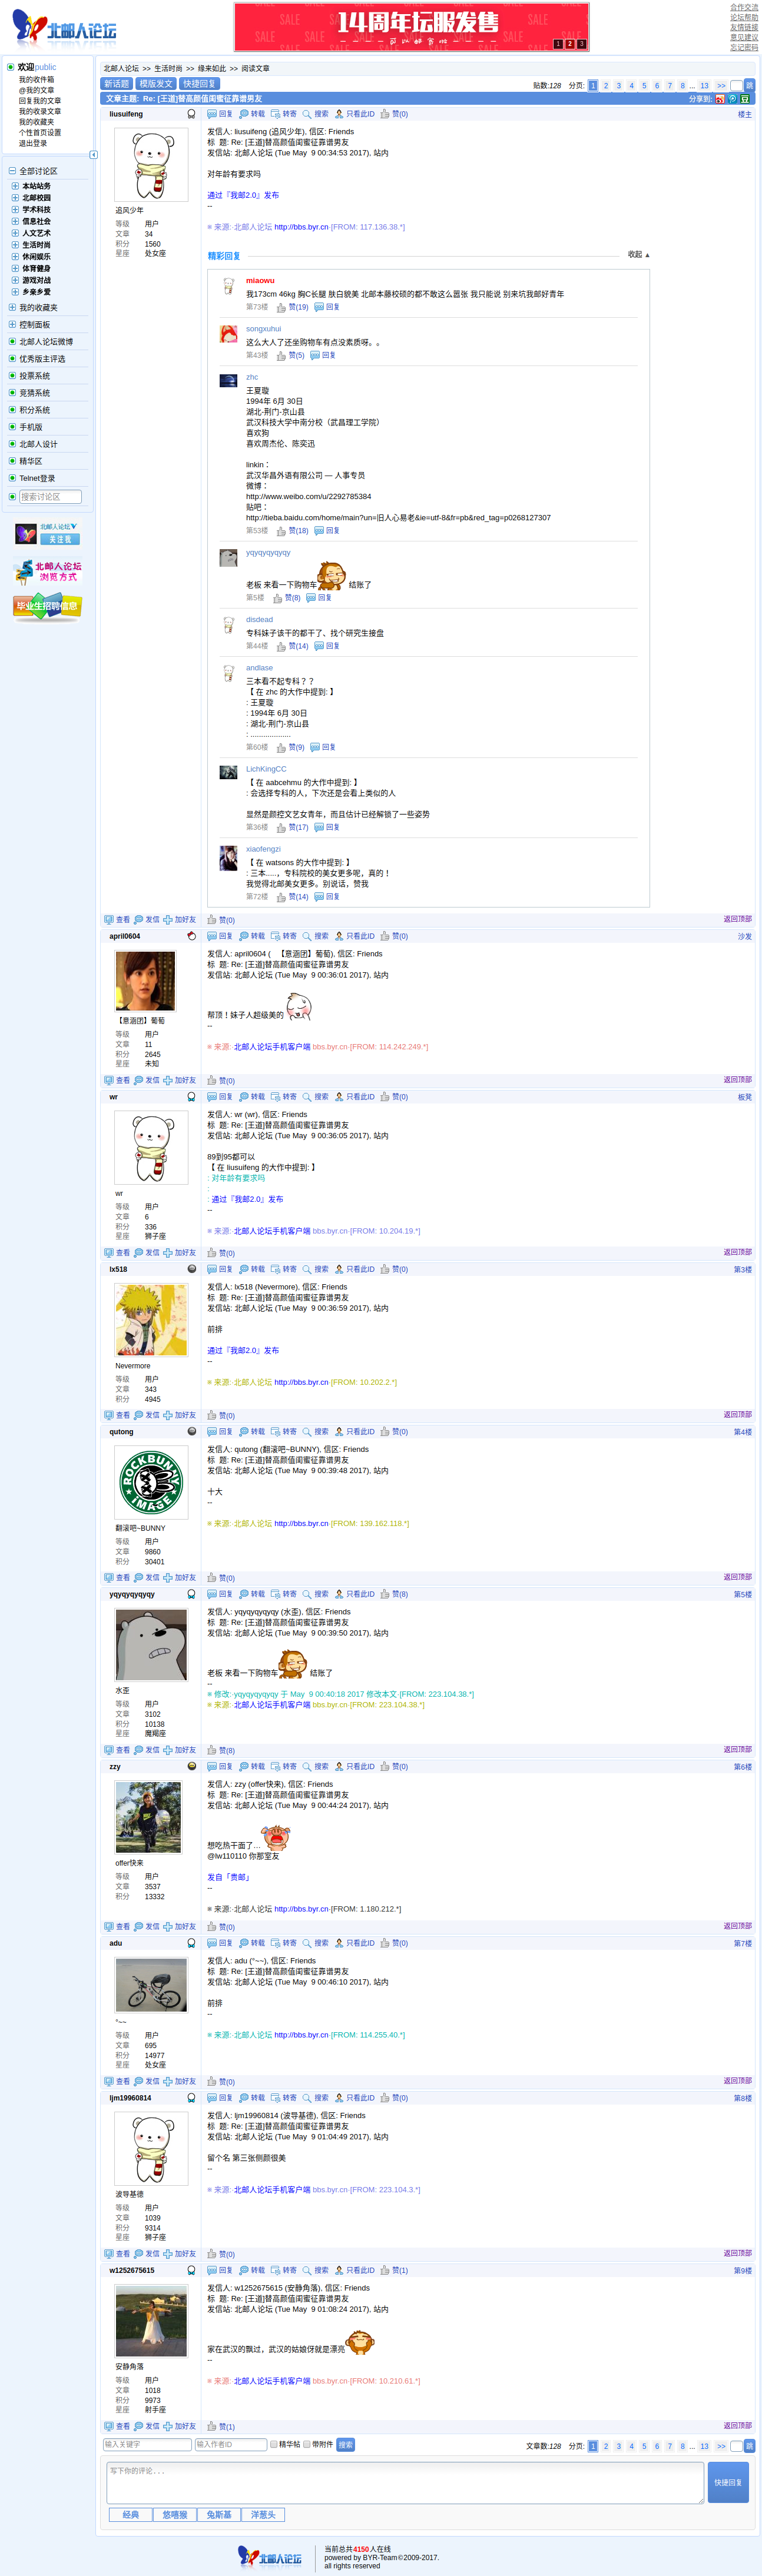 北邮人论坛
14周年坛服发售
1 2 3
合作交流
论坛帮助
友情链接
意见建议
忘记密码
欢迎public
我的收件箱
@我的文章
回复我的文章
我的收录文章
我的收藏夹
个性首页设置
退出登录
全部讨论区
本站站务
北邮校园
学术科技
信息社会
人文艺术
生活时尚
休闲娱乐
体育健身
游戏对战
乡亲乡爱
我的收藏夹
控制面板
北邮人论坛微博
优秀版主评选
投票系统
竞猜系统
积分系统
手机版
北邮人设计
精华区
Telnet登录
搜索讨论区
北邮人论坛
关注我
北邮人论坛
浏览方式
毕业生招聘信息
北邮人论坛 >> 生活时尚 >> 缘来如此 >> 阅读文章
新话题 模版发文 快捷回复
贴数:128 分页: 1 2 3 4 5 6 7 8 ... 13 >> 跳
文章主题: Re: [王道]替高颜值闺蜜征靠谱男友
分享到:
liusuifeng
回复 转载 转寄 搜索 只看此ID 赞(0)
楼主
追风少年
等级 用户
文章 34
积分 1560
星座 处女座
发信人: liusuifeng (追风少年), 信区: Friends
标 题: Re: [王道]替高颜值闺蜜征靠谱男友
发信站: 北邮人论坛 (Tue May 9 00:34:53 2017), 站内
对年龄有要求吗
通过『我邮2.0』发布
--
※ 来源:·北邮人论坛 http://bbs.byr.cn·[FROM: 117.136.38.*]
精彩回复
收起 ▲
miaowu
我173cm 46kg 胸C长腿 肤白貌美 北邮本藤校硕的都不敢这么嚣张 我只能说 别来坑我邮好青年
第73楼 赞(19) 回复
songxuhui
这么大人了还坐购物车有点没素质呀。。
第43楼 赞(5) 回复
zhc
王夏璇
1994年 6月 30日
湖北-荆门-京山县
武汉科技大学中南分校（武昌理工学院）
喜欢狗
喜欢周杰伦、陈奕迅
linkin：
武汉华昌外语有限公司 — 人事专员
微博：
http://www.weibo.com/u/2292785384
贴吧：
http://tieba.baidu.com/home/main?un=旧人心易老&ie=utf-8&fr=pb&red_tag=p0268127307
第53楼 赞(18) 回复
yqyqyqyqyqy
老板 来看一下购物车 结账了
第5楼 赞(8) 回复
disdead
专科妹子该干的都干了、找个研究生接盘
第44楼 赞(14) 回复
andlase
三本看不起专科？？
【 在 zhc 的大作中提到: 】
: 王夏璇
: 1994年 6月 30日
: 湖北-荆门-京山县
: ...................
第60楼 赞(9) 回复
LichKingCC
【 在 aabcehmu 的大作中提到: 】
: 会选择专科的人，下次还是会看上类似的人
显然是颜控文艺女青年，而且估计已经解锁了一些姿势
第36楼 赞(17) 回复
xiaofengzi
【 在 watsons 的大作中提到: 】
: 三本.....，专科院校的美女更多呢，真的 !
我觉得北邮美女更多。别说话，赞我
第72楼 赞(14) 回复
查看 发信 加好友 赞(0) 返回顶部
april0604
回复 转载 转寄 搜索 只看此ID 赞(0)
沙发
【意涵团】葡萄
等级 用户
文章 11
积分 2645
星座 未知
发信人: april0604 ( 【意涵团】葡萄), 信区: Friends
标 题: Re: [王道]替高颜值闺蜜征靠谱男友
发信站: 北邮人论坛 (Tue May 9 00:36:01 2017), 站内
帮顶！妹子人超级美的
--
※ 来源:·北邮人论坛手机客户端 bbs.byr.cn·[FROM: 114.242.249.*]
查看 发信 加好友 赞(0) 返回顶部
wr
回复 转载 转寄 搜索 只看此ID 赞(0)
板凳
wr
等级 用户
文章 6
积分 336
星座 狮子座
发信人: wr (wr), 信区: Friends
标 题: Re: [王道]替高颜值闺蜜征靠谱男友
发信站: 北邮人论坛 (Tue May 9 00:36:05 2017), 站内
89到95都可以
【 在 liusuifeng 的大作中提到: 】
: 对年龄有要求吗
:
: 通过『我邮2.0』发布
--
※ 来源:·北邮人论坛手机客户端 bbs.byr.cn·[FROM: 10.204.19.*]
查看 发信 加好友 赞(0) 返回顶部
lx518
回复 转载 转寄 搜索 只看此ID 赞(0)
第3楼
Nevermore
等级 用户
文章 343
积分 4945
发信人: lx518 (Nevermore), 信区: Friends
标 题: Re: [王道]替高颜值闺蜜征靠谱男友
发信站: 北邮人论坛 (Tue May 9 00:36:59 2017), 站内
前排
通过『我邮2.0』发布
--
※ 来源:·北邮人论坛 http://bbs.byr.cn·[FROM: 10.202.2.*]
查看 发信 加好友 赞(0) 返回顶部
qutong
回复 转载 转寄 搜索 只看此ID 赞(0)
第4楼
ROCK BUNNY IMAGE
翻滚吧~BUNNY
等级 用户
文章 9860
积分 30401
发信人: qutong (翻滚吧~BUNNY), 信区: Friends
标 题: Re: [王道]替高颜值闺蜜征靠谱男友
发信站: 北邮人论坛 (Tue May 9 00:39:48 2017), 站内
十大
--
※ 来源:·北邮人论坛 http://bbs.byr.cn·[FROM: 139.162.118.*]
查看 发信 加好友 赞(0) 返回顶部
yqyqyqyqyqy
回复 转载 转寄 搜索 只看此ID 赞(8)
第5楼
水歪
等级 用户
文章 3102
积分 10138
星座 魔羯座
发信人: yqyqyqyqyqy (水歪), 信区: Friends
标 题: Re: [王道]替高颜值闺蜜征靠谱男友
发信站: 北邮人论坛 (Tue May 9 00:39:50 2017), 站内
老板 来看一下购物车 结账了
--
※ 修改:·yqyqyqyqyqy 于 May 9 00:40:18 2017 修改本文·[FROM: 223.104.38.*]
※ 来源:·北邮人论坛手机客户端 bbs.byr.cn·[FROM: 223.104.38.*]
查看 发信 加好友 赞(8) 返回顶部
zzy
回复 转载 转寄 搜索 只看此ID 赞(0)
第6楼
offer快来
等级 用户
文章 3537
积分 13332
发信人: zzy (offer快来), 信区: Friends
标 题: Re: [王道]替高颜值闺蜜征靠谱男友
发信站: 北邮人论坛 (Tue May 9 00:44:24 2017), 站内
想吃热干面了…
@lw110110 你那室友
发自「贵邮」
--
※ 来源:·北邮人论坛 http://bbs.byr.cn·[FROM: 1.180.212.*]
查看 发信 加好友 赞(0) 返回顶部
adu
回复 转载 转寄 搜索 只看此ID 赞(0)
第7楼
°~~
等级 用户
文章 695
积分 14977
星座 处女座
发信人: adu (°~~), 信区: Friends
标 题: Re: [王道]替高颜值闺蜜征靠谱男友
发信站: 北邮人论坛 (Tue May 9 00:46:10 2017), 站内
前排
--
※ 来源:·北邮人论坛 http://bbs.byr.cn·[FROM: 114.255.40.*]
查看 发信 加好友 赞(0) 返回顶部
ljm19960814
回复 转载 转寄 搜索 只看此ID 赞(0)
第8楼
波导基德
等级 用户
文章 1039
积分 9314
星座 狮子座
发信人: ljm19960814 (波导基德), 信区: Friends
标 题: Re: [王道]替高颜值闺蜜征靠谱男友
发信站: 北邮人论坛 (Tue May 9 01:04:49 2017), 站内
留个名 第三张侧颜很美
--
※ 来源:·北邮人论坛手机客户端 bbs.byr.cn·[FROM: 223.104.3.*]
查看 发信 加好友 赞(0) 返回顶部
w1252675615
回复 转载 转寄 搜索 只看此ID 赞(1)
第9楼
安静角落
等级 用户
文章 1018
积分 9973
星座 射手座
发信人: w1252675615 (安静角落), 信区: Friends
标 题: Re: [王道]替高颜值闺蜜征靠谱男友
发信站: 北邮人论坛 (Tue May 9 01:08:24 2017), 站内
家在武汉的飘过，武汉的姑娘伢就是漂亮
--
※ 来源:·北邮人论坛手机客户端 bbs.byr.cn·[FROM: 10.210.61.*]
查看 发信 加好友 赞(1) 返回顶部
输入关键字 输入作者ID 精华帖 带附件 搜索
文章数:128 分页: 1 2 3 4 5 6 7 8 ... 13 >> 跳
写下你的评论...
快捷回复
经典 悠嘻猴 兔斯基 洋葱头
北邮人论坛
当前总共4150人在线
powered by BYR-Team©2009-2017.
all rights reserved